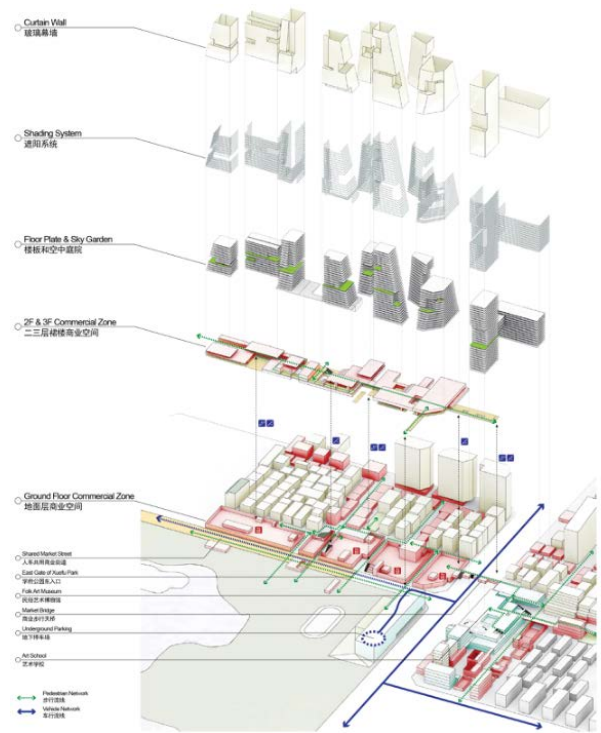 Curtain Wall
玻璃幕墙
Shading System
遮阳系统
Floor Plate & Sky Garden
楼板和空中庭院
2F & 3F Commercial Zone
二三层裙楼商业空间
Ground Floor Commercial Zone
地面层商业空间
Shared Market Street
人车共用商业街道
East Gate of Xuefu Park
学府公园东入口
Folk Art Museum
民俗艺术博物馆
Market Bridge
商业步行天桥
Underground Parking
地下停车场
Art School
艺术学校
Pedestrian Network
步行流线
Vehicle Network
车行流线